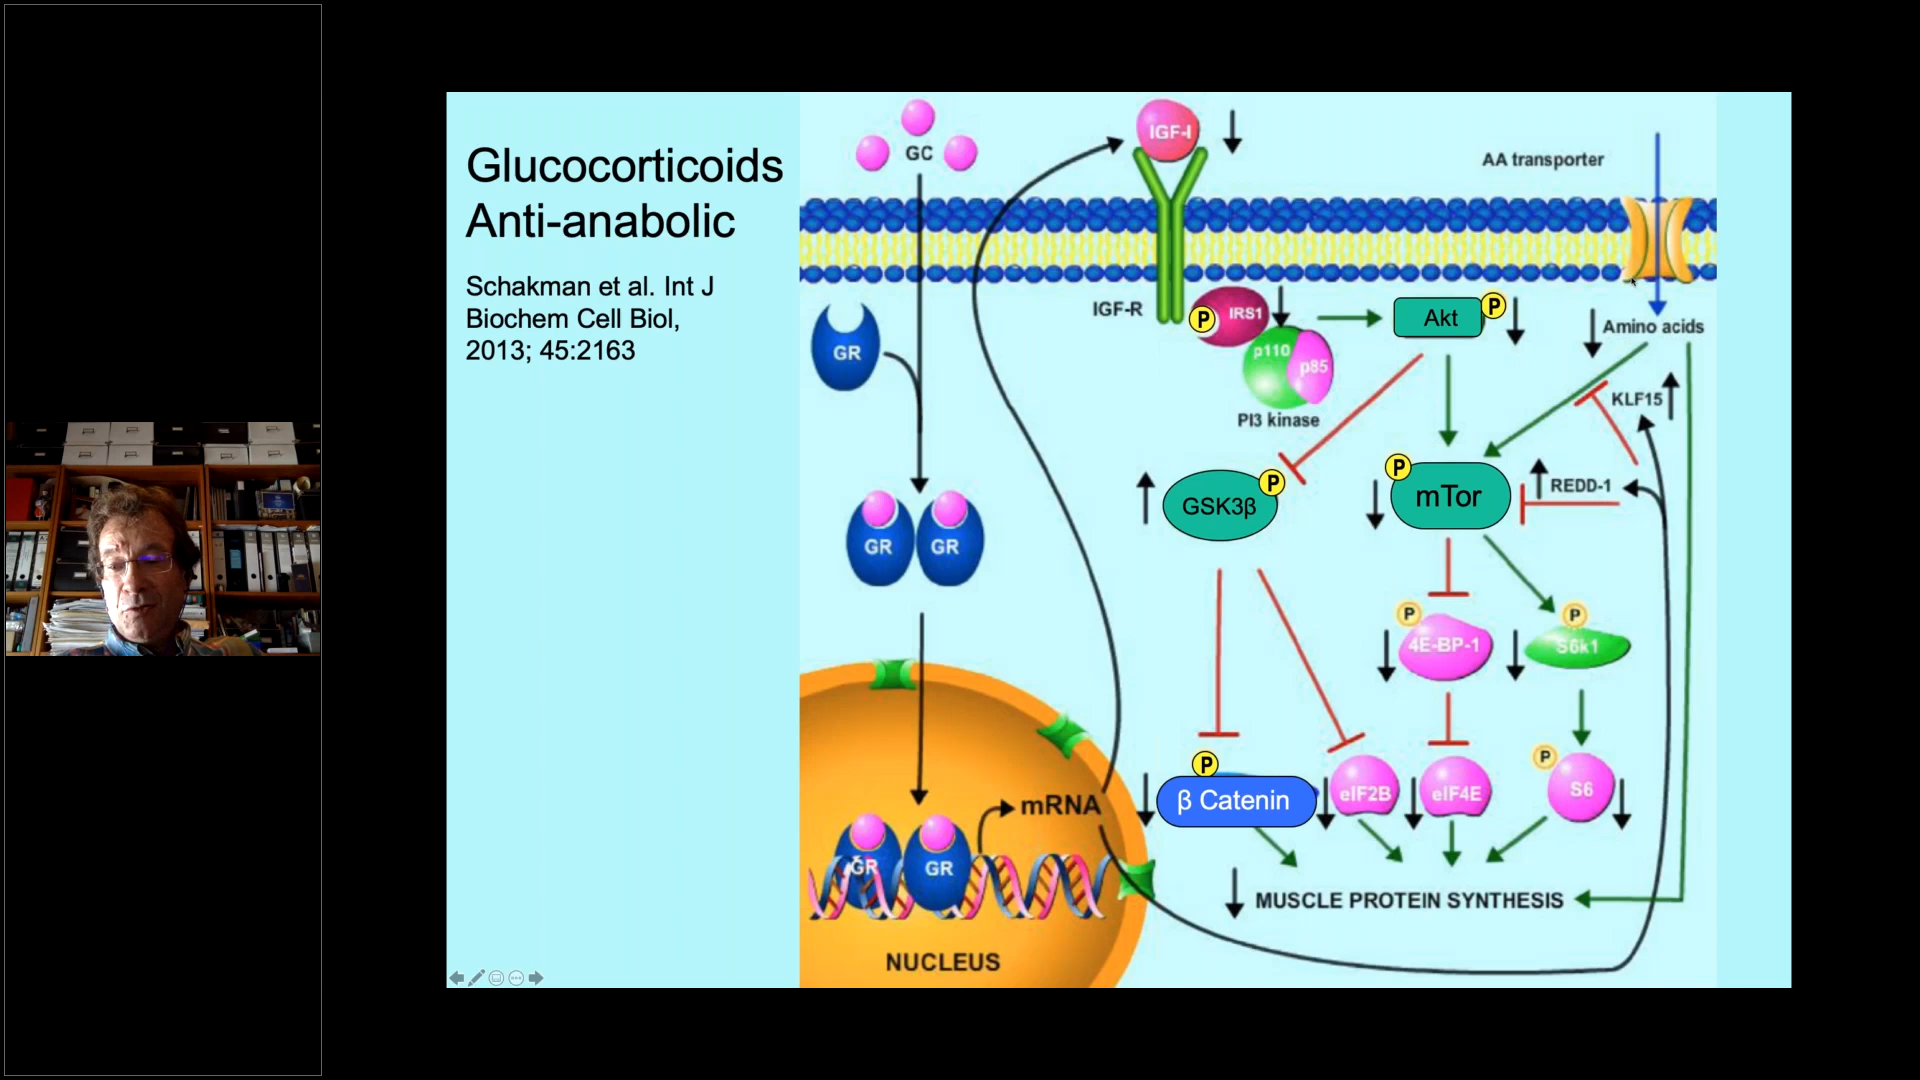 Glucocorticoids
Anti-anabolic
Schakman et al. Int J
Biochem Cell Biol,
2013; 45:2163
GC
IGF-I
AA transporter
IGF-R
P
IRS1
p110
p85
PI3 kinase
Akt
P
Amino acids
KLF15
GR
GSK3β
P
P
mTor
REDD-1
GR
GR
P
4E-BP-1
P
S6k1
P
β Catenin
eIF2B
eIF4E
P
S6
mRNA
GR
GR
MUSCLE PROTEIN SYNTHESIS
NUCLEUS